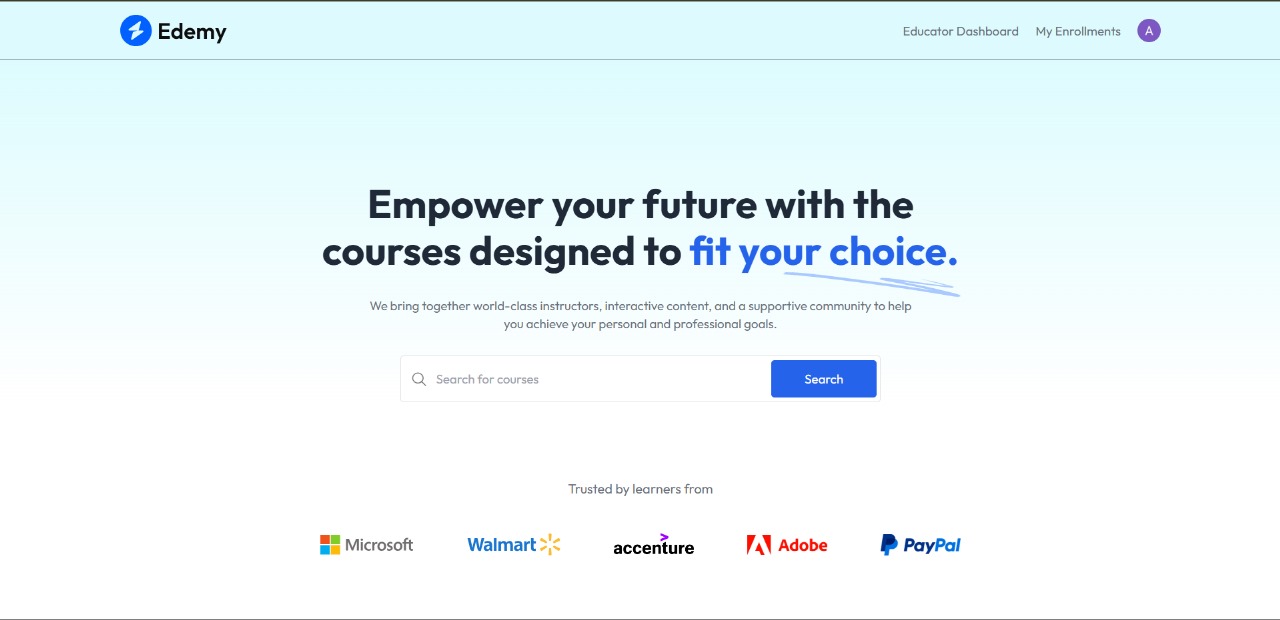 Edemy
Educator Dashboard
My Enrollments
A
Empower your future with the
courses designed to fit your choice.
We bring together world-class instructors, interactive content, and a supportive community to help
you achieve your personal and professional goals.
Search for courses
Search
Trusted by learners from
Microsoft
Walmart
accenture
Adobe
PayPal